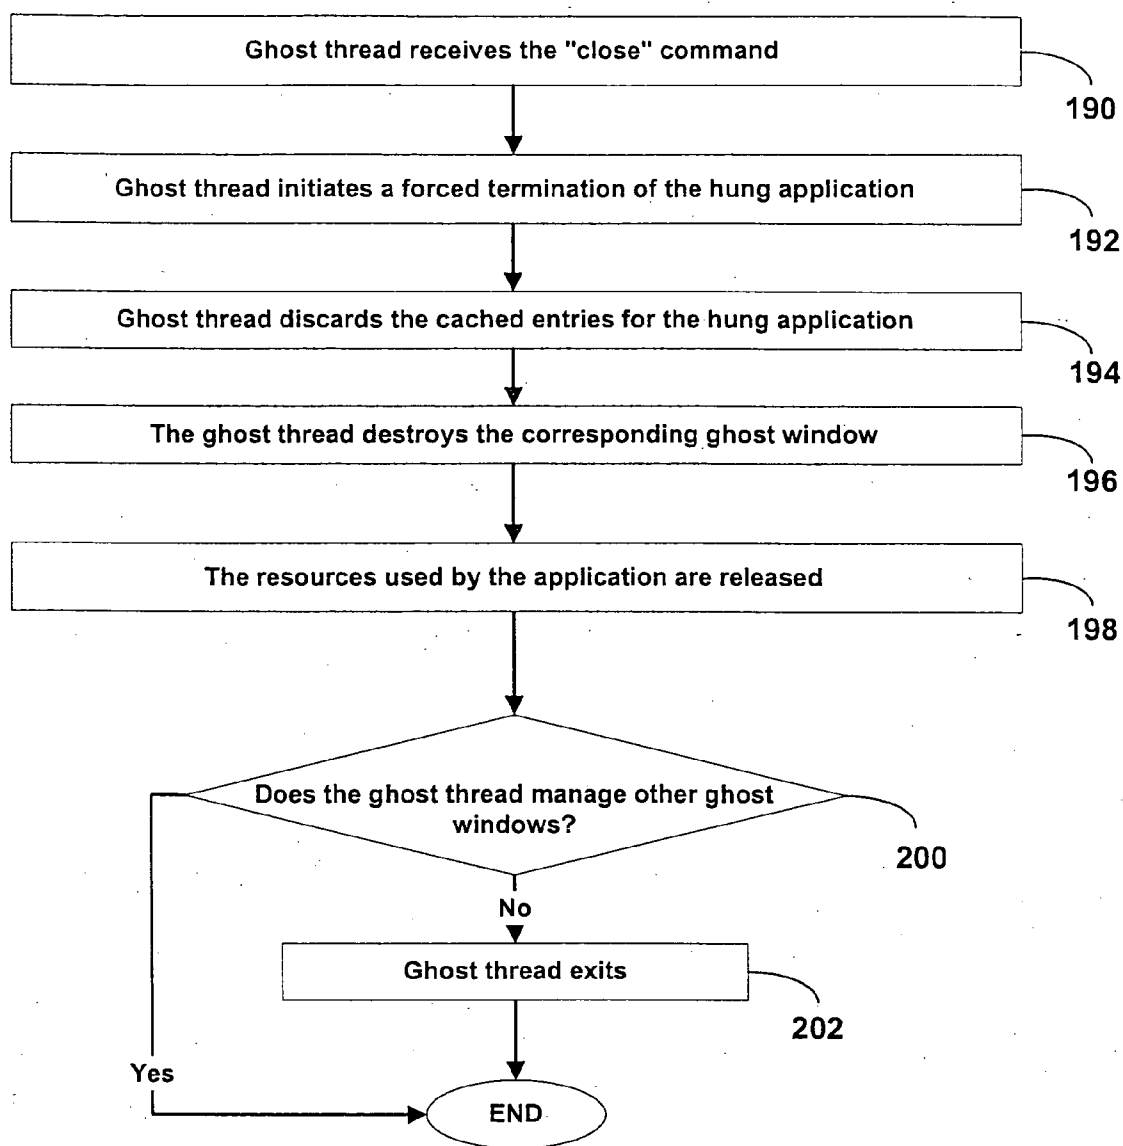 Ghost thread receives the "close" command
190
Ghost thread initiates a forced termination of the hung application
192
Ghost thread discards the cached entries for the hung application
194
The ghost thread destroys the corresponding ghost window
196
The resources used by the application are released
198
Does the ghost thread manage other ghost
windows?
200
No
Ghost thread exits
202
Yes
END